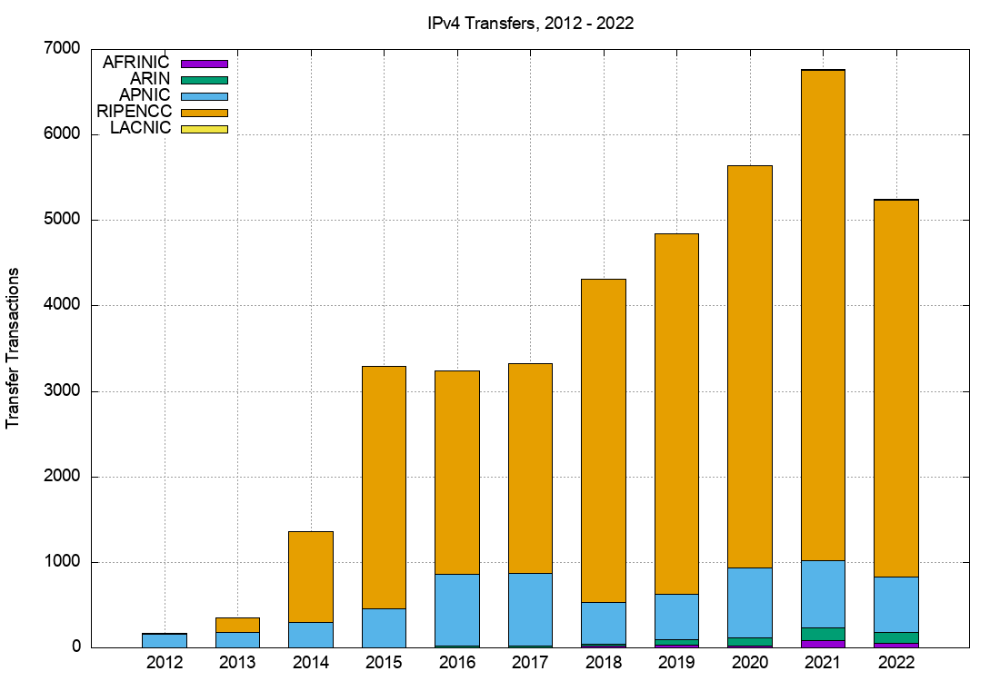 IPv4 Transfers, 2012 - 2022
7000
AFRINIC
ARIN
APNIC
RIPENCC
LACNIC
6000
5000
4000
Transfer Transactions
3000
2000
1000
0
2012 2013 2014 2015 2016 2017 2018 2019 2020 2021 2022